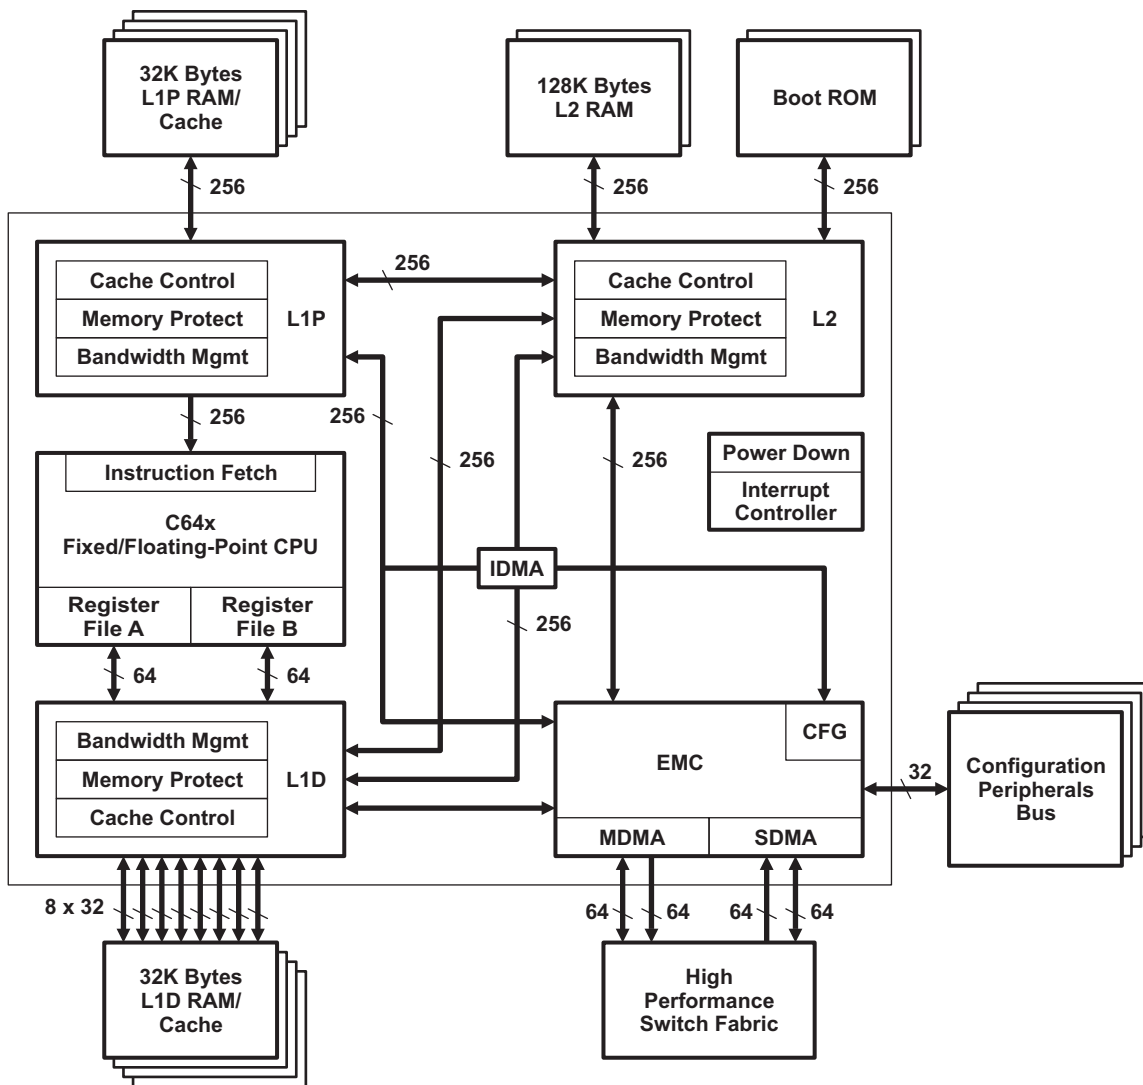 32K Bytes
L1P RAM/
Cache
128K Bytes
L2 RAM
Boot ROM
256
256
256
Cache Control
Memory Protect
Bandwidth Mgmt
L1P
256
Cache Control
Memory Protect
Bandwidth Mgmt
L2
256
256
256
256
Power Down
Interrupt
Controller
Instruction Fetch
C64x
Fixed/Floating-Point CPU
IDMA
Register
File A
Register
File B
256
64
64
Bandwidth Mgmt
Memory Protect
Cache Control
L1D
CFG
EMC
MDMA
SDMA
32
Configuration
Peripherals
Bus
8 x 32
64
64
64
64
32K Bytes
L1D RAM/
Cache
High
Performance
Switch Fabric